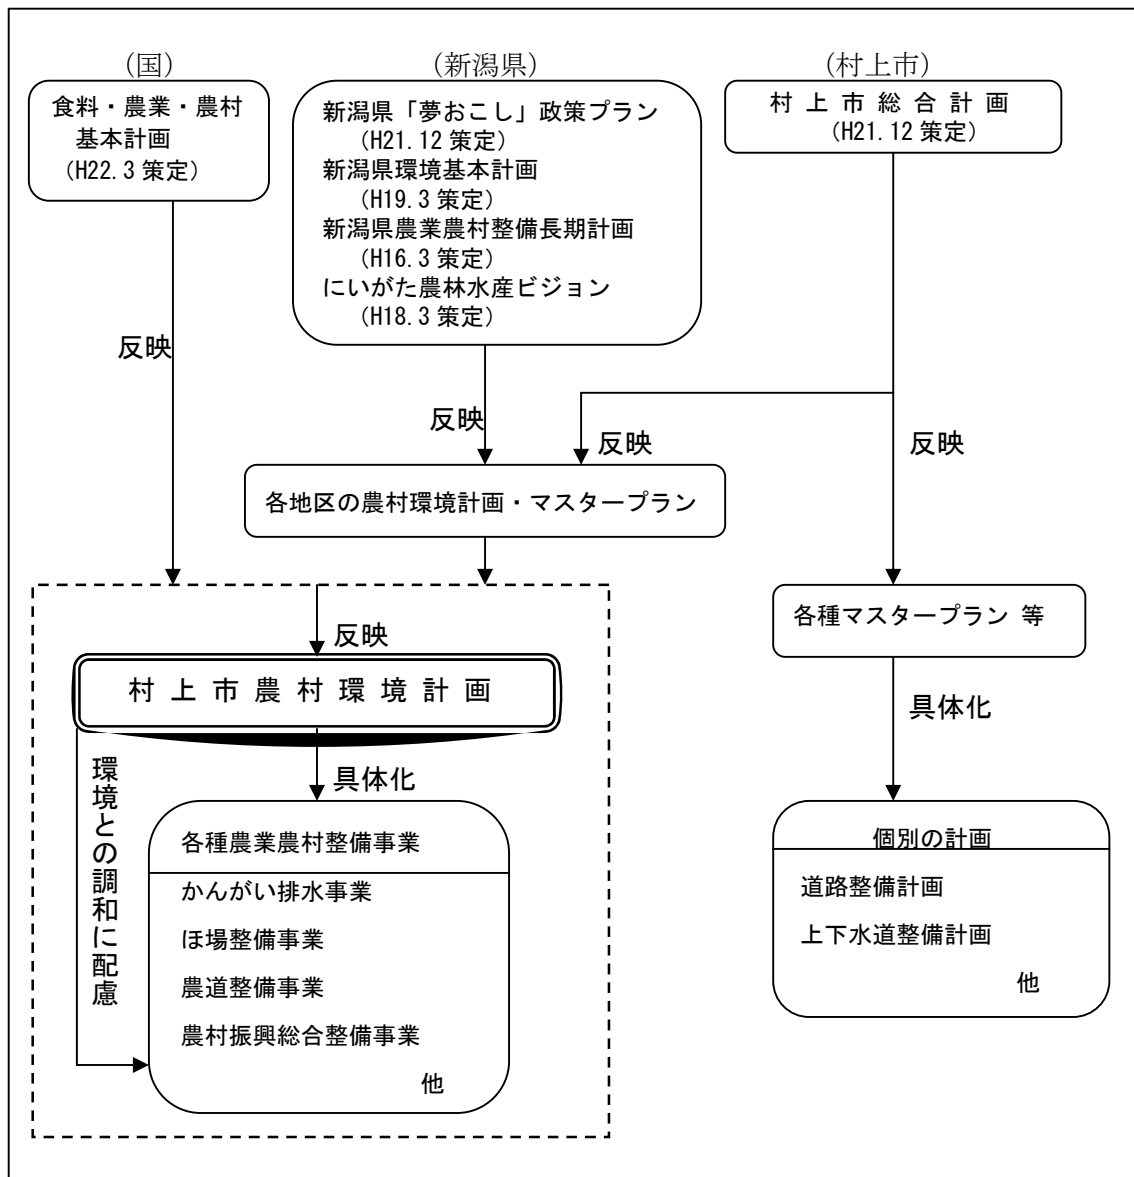 (国)
食料・農業・農村
基本計画
(H22.3 策定)
(新潟県)
新潟県「夢おこし」政策プラン
(H21.12 策定)
新潟県環境基本計画
(H19.3 策定)
新潟県農業農村整備長期計画
(H16.3 策定)
にいがた農林水産ビジョン
(H18.3 策定)
(村上市)
村上市総合計画
(H21.12 策定)
反映
反映
反映
反映
各地区の農村環境計画・マスタープラン
反映
村上市農村環境計画
具体化
環境との調和に配慮
各種農業農村整備事業
かんがい排水事業
ほ場整備事業
農道整備事業
農村振興総合整備事業
他
各種マスタープラン 等
具体化
個別の計画
道路整備計画
上下水道整備計画
他